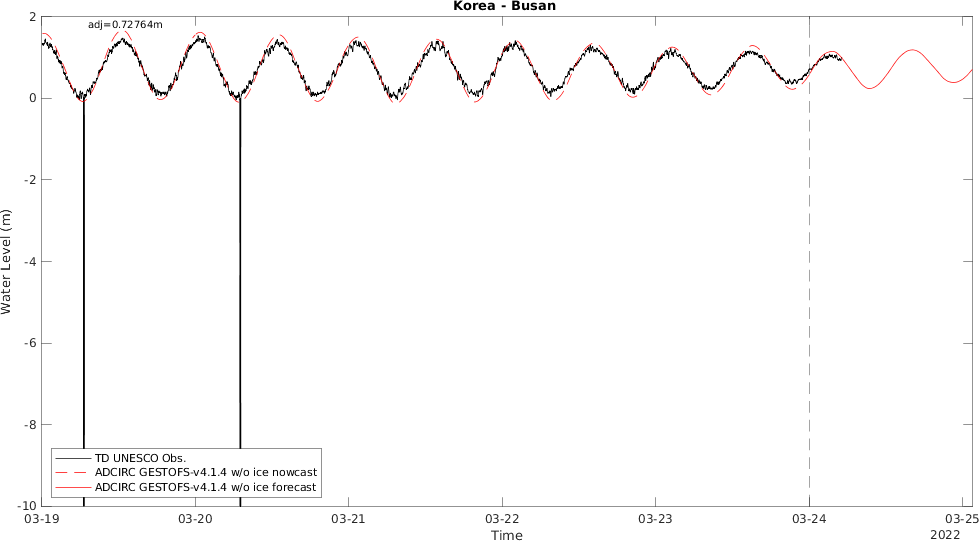 Korea - Busan
adj=0.72764m
2
0
-2
-4
-6
-8
-10
Water Level (m)
TD UNESCO Obs.
ADCIRC GESTOFS-v4.1.4 w/o ice nowcast
ADCIRC GESTOFS-v4.1.4 w/o ice forecast
03-19 03-20 03-21 03-22 03-23 03-24 03-25
Time
2022